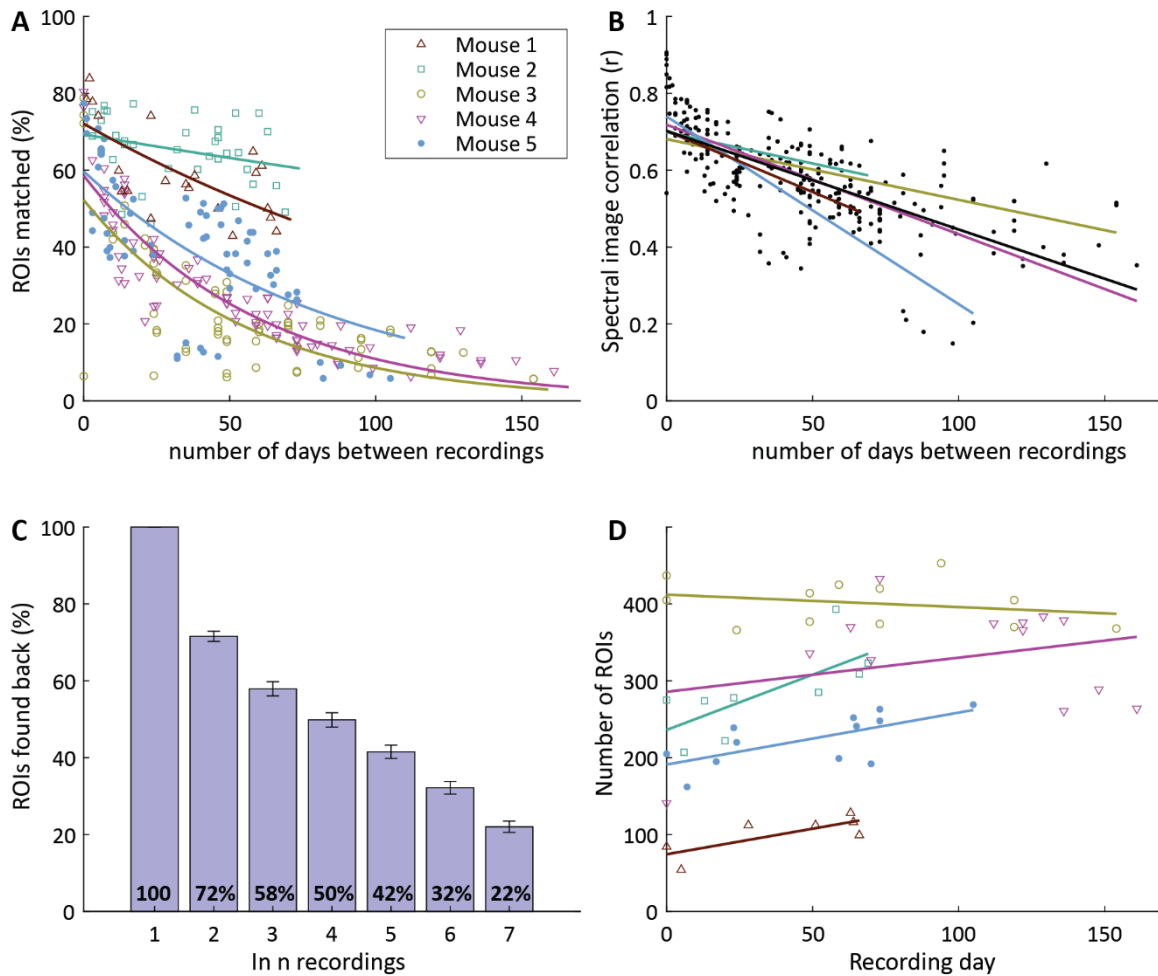 A
ROIs matched (%)
100
80
60
40
20
0
0
50
100
150
number of days between recordings
Mouse 1
Mouse 2
Mouse 3
Mouse 4
Mouse 5
B
Spectral image correlation (r)
1
0.8
0.6
0.4
0.2
0
0
50
100
150
number of days between recordings
C
ROIs found back (%)
100
80
60
40
20
0
100 72% 58% 50% 42% 32% 22%
1 2 3 4 5 6 7
In n recordings
D
Number of ROIs
400
300
200
100
0
0
50
100
150
Recording day